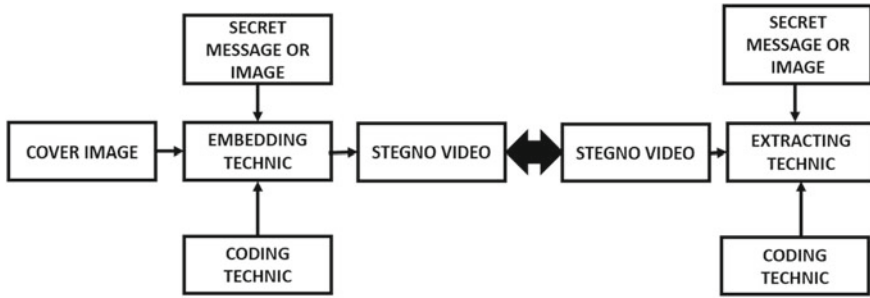 SECRET
MESSAGE OR
IMAGE
SECRET
MESSAGE OR
IMAGE
COVER IMAGE
EMBEDDING
TECHNIC
STEGNO VIDEO
STEGNO VIDEO
EXTRACTING
TECHNIC
CODING
TECHNIC
CODING
TECHNIC